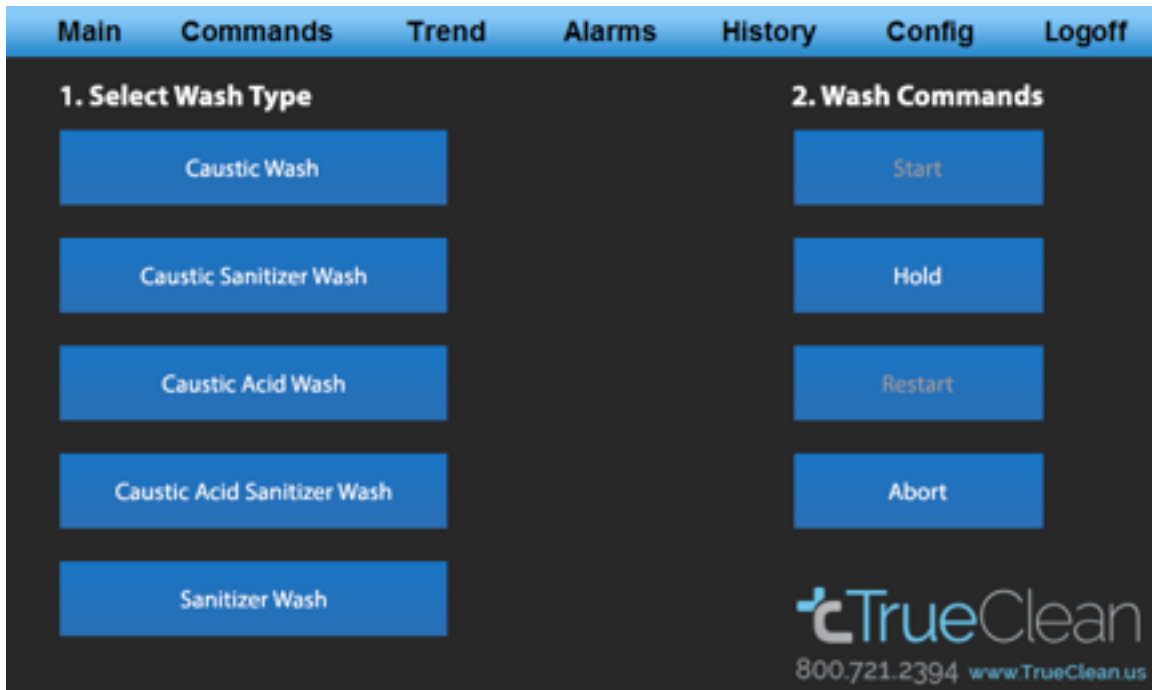 Main Commands Trend Alarms History Config Logoff
1. Select Wash Type
Caustic Wash
Caustic Sanitizer Wash
Caustic Acid Wash
Caustic Acid Sanitizer Wash
Sanitizer Wash
2. Wash Commands
Start
Hold
Restart
Abort
tc TrueClean
800.721.2394 www.TrueClean.us